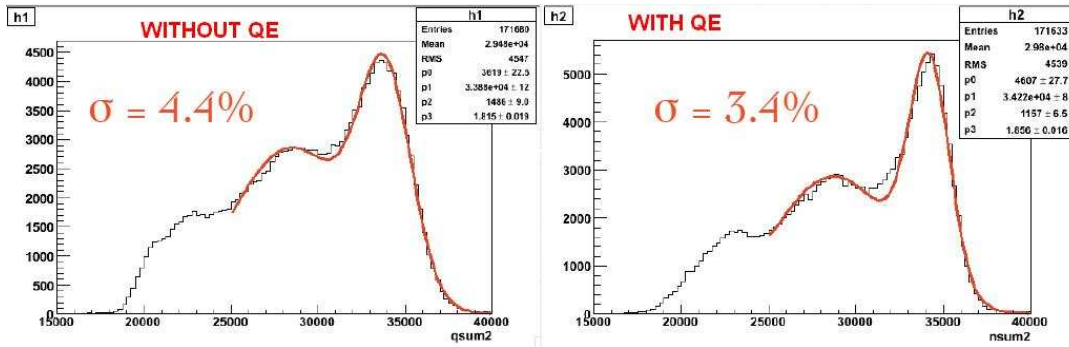 h1
WITHOUT QE
h1
Entries 171680
Mean 2.948e+04
RMS 4547
p0 3619 ± 22.5
p1 3.388e+04 ± 12
p2 1486 ± 9.0
p3 1.815 ± 0.019
σ = 4.4%
4500
4000
3500
3000
2500
2000
1500
1000
500
0
15000 20000 25000 30000 35000 40000
qsum2
h2
WITH QE
h2
Entries 171633
Mean 2.98e+04
RMS 4539
p0 4607 ± 27.7
p1 3.422e+04 ± 8
p2 1157 ± 6.5
p3 1.656 ± 0.016
σ = 3.4%
5000
4000
3000
2000
1000
0
15000 20000 25000 30000 35000 40000
nsum2